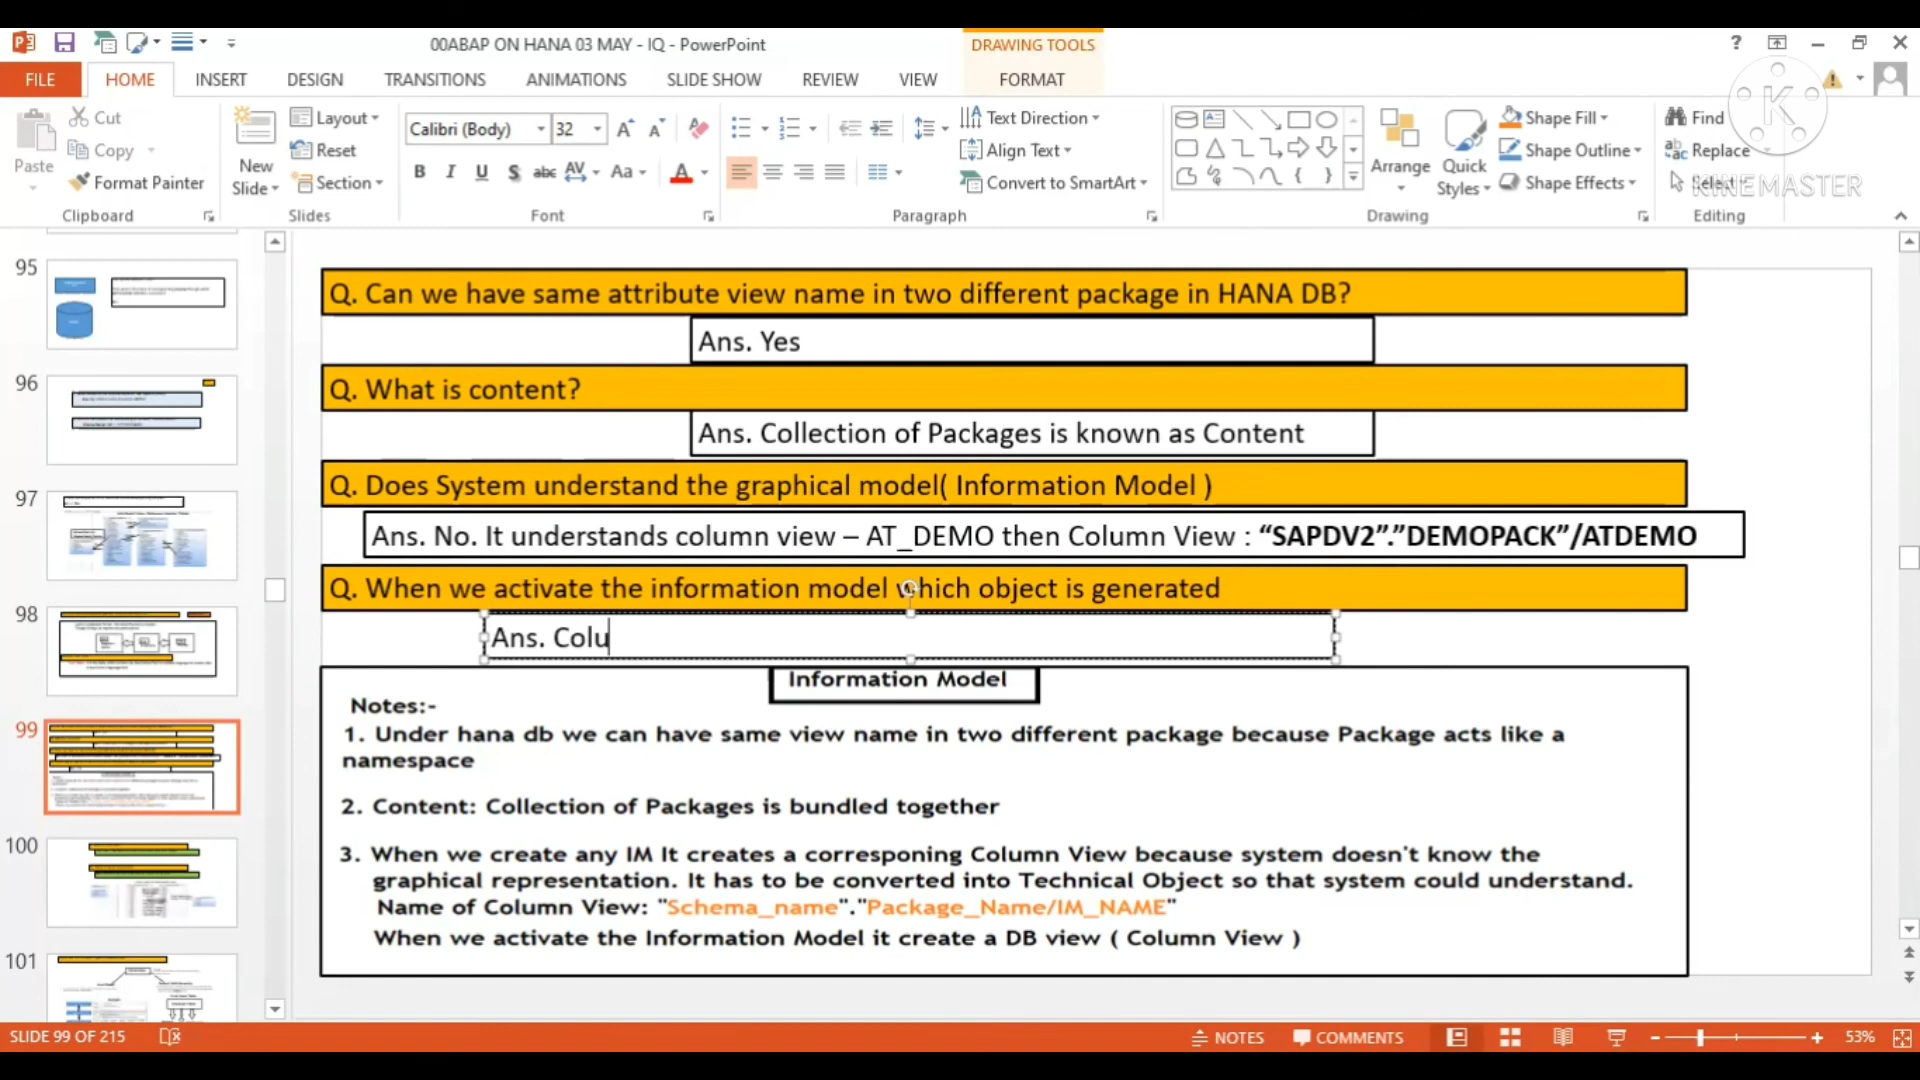 00ABAP ON HANA 03 MAY - IQ - PowerPoint
DRAWING TOOLS
?
FILE
HOME
INSERT
DESIGN
TRANSITIONS
ANIMATIONS
SLIDE SHOW
REVIEW
VIEW
FORMAT
Paste
Cut
Copy
Format Painter
Clipboard
New
Slide
Layout
Reset
Section
Slides
Calibri (Body)
32
B I U S abc AV Aa A
Font
Text Direction
Align Text
Convert to SmartArt
Paragraph
Arrange
Quick
Styles
Shape Fill
Shape Outline
Shape Effects
Drawing
Find
Replace
Editing
K
KINEMASTER
95
96
97
98
99
100
101
Q. Can we have same attribute view name in two different package in HANA DB?
Ans. Yes
Q. What is content?
Ans. Collection of Packages is known as Content
Q. Does System understand the graphical model( Information Model )
Ans. No. It understands column view – AT_DEMO then Column View : “SAPDV2”.”DEMOPACK”/ATDEMO
Q. When we activate the information model which object is generated
Ans. Colu
Information Model
Notes:-
1. Under hana db we can have same view name in two different package because Package acts like a
namespace
2. Content: Collection of Packages is bundled together
3. When we create any IM It creates a corresponing Column View because system doesn't know the
graphical representation. It has to be converted into Technical Object so that system could understand.
Name of Column View: "Schema_name"."Package_Name/IM_NAME"
When we activate the Information Model it create a DB view ( Column View )
SLIDE 99 OF 215
NOTES
COMMENTS
53%